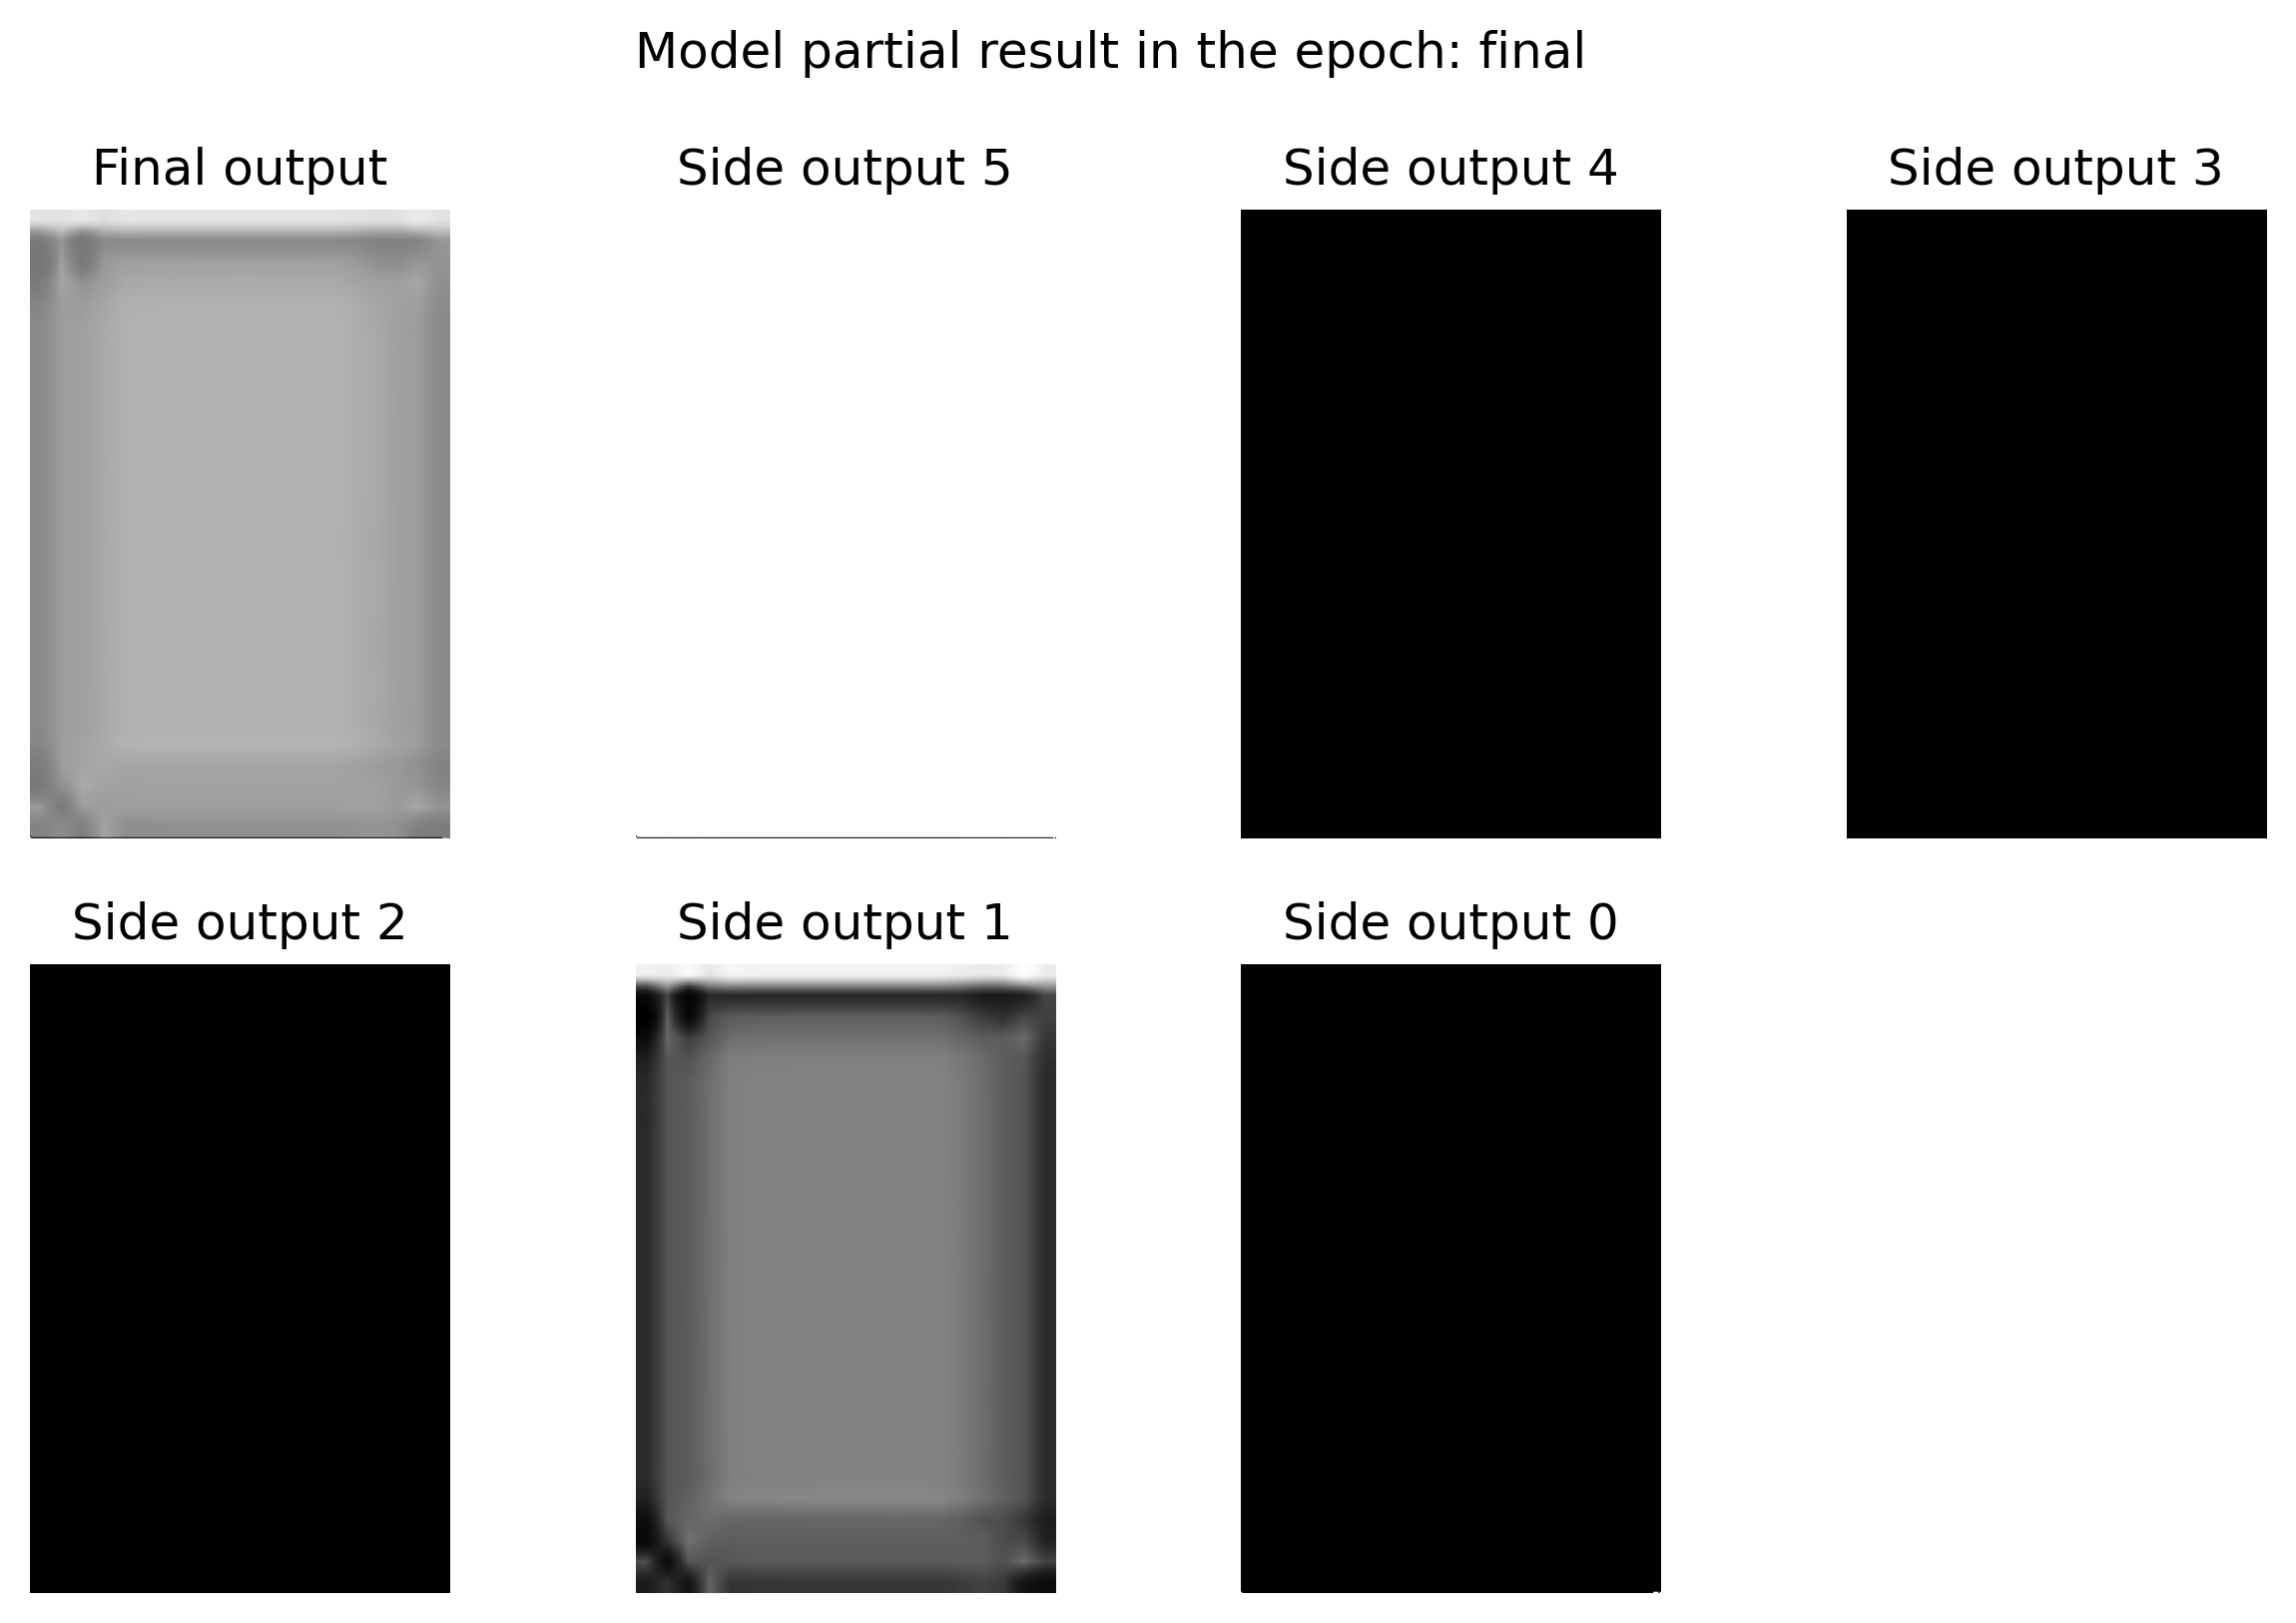 Model partial result in the epoch: final
Final output
Side output 5
Side output 4
Side output 3
Side output 2
Side output 1
Side output 0